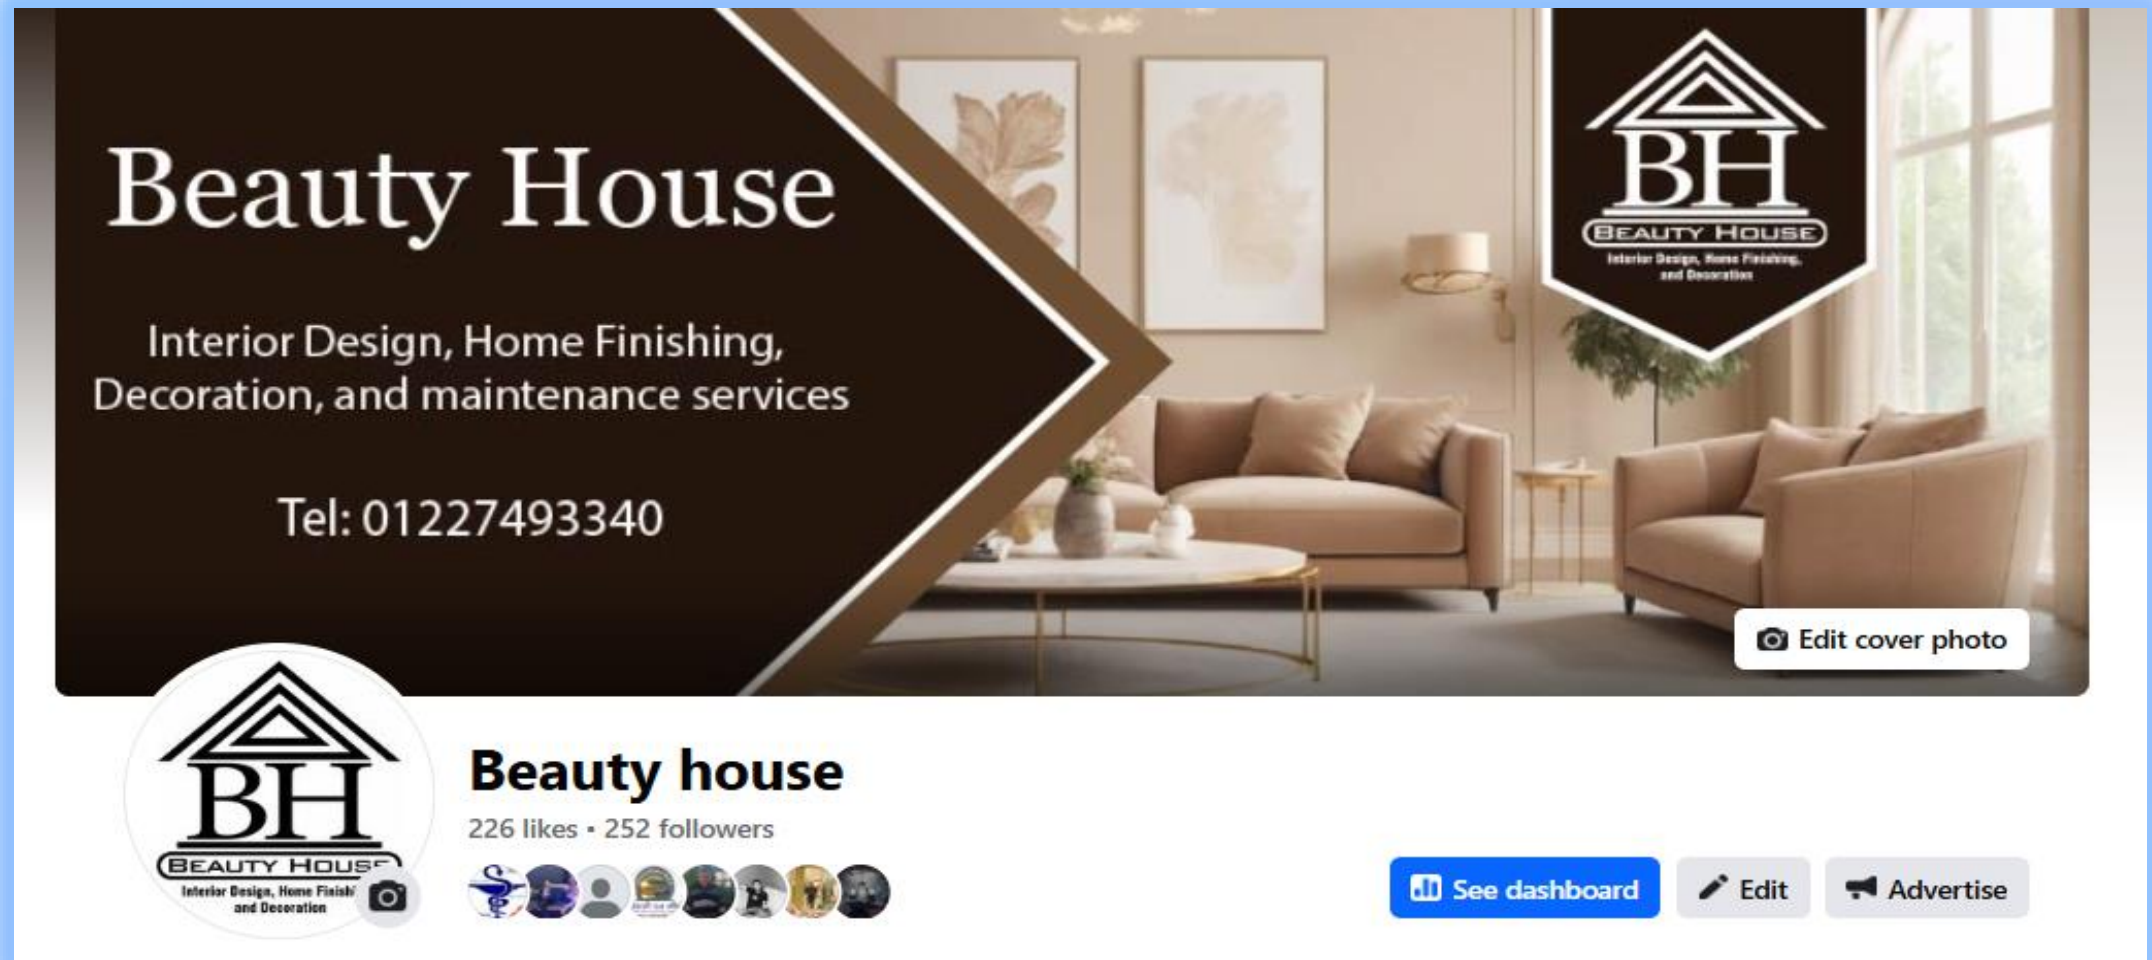 Beauty House
Interior Design, Home Finishing,
Decoration, and maintenance services
Tel: 01227493340
BH
BEAUTY HOUSE
Interior Design, Home Finishing,
and Decoration
Edit cover photo
BH
BEAUTY HOUSE
Interior Design, Home Finishi
and Decoration
Beauty house
226 likes • 252 followers
See dashboard
Edit
Advertise